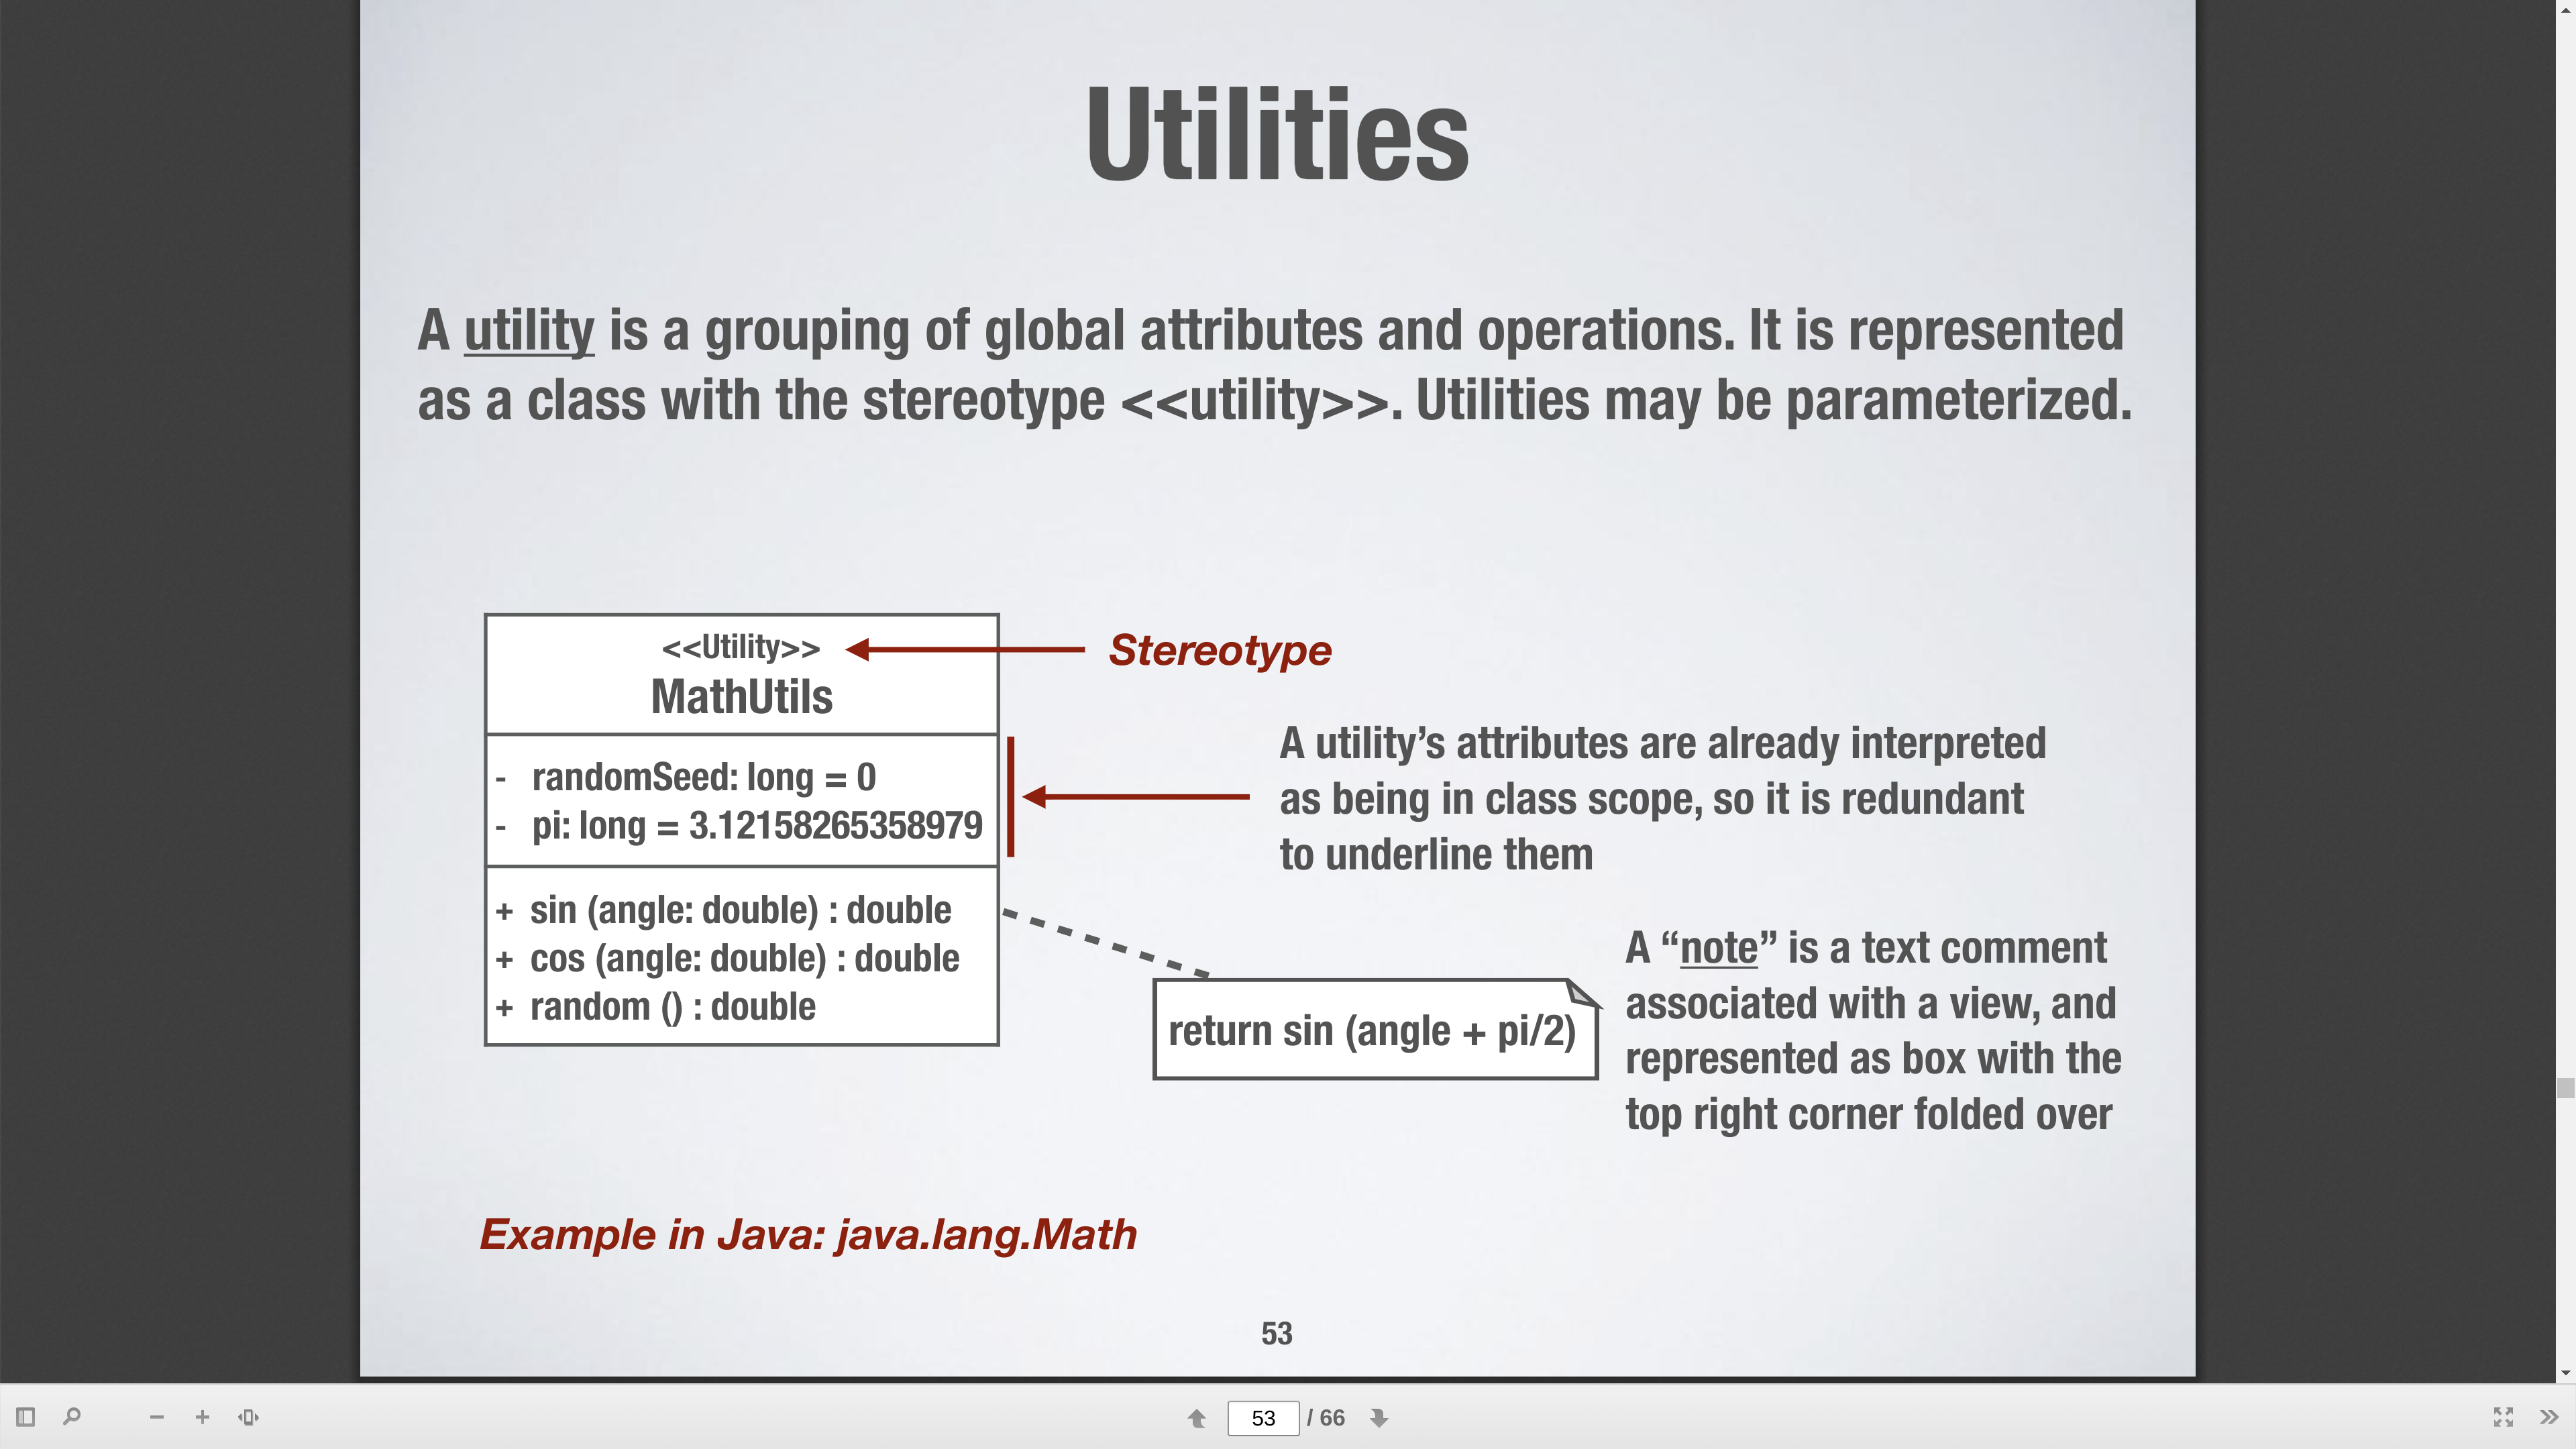 Utilities
A utility is a grouping of global attributes and operations. It is represented
as a class with the stereotype <<utility>>. Utilities may be parameterized.
<<Utility>>
Stereotype
MathUtils
A utility’s attributes are already interpreted
as being in class scope, so it is redundant
to underline them
- randomSeed: long = 0
- pi: long = 3.12158265358979
+ sin (angle: double) : double
+ cos (angle: double) : double
+ random () : double
return sin (angle + pi/2)
A “note” is a text comment
associated with a view, and
represented as box with the
top right corner folded over
Example in Java: java.lang.Math
53
53 / 66